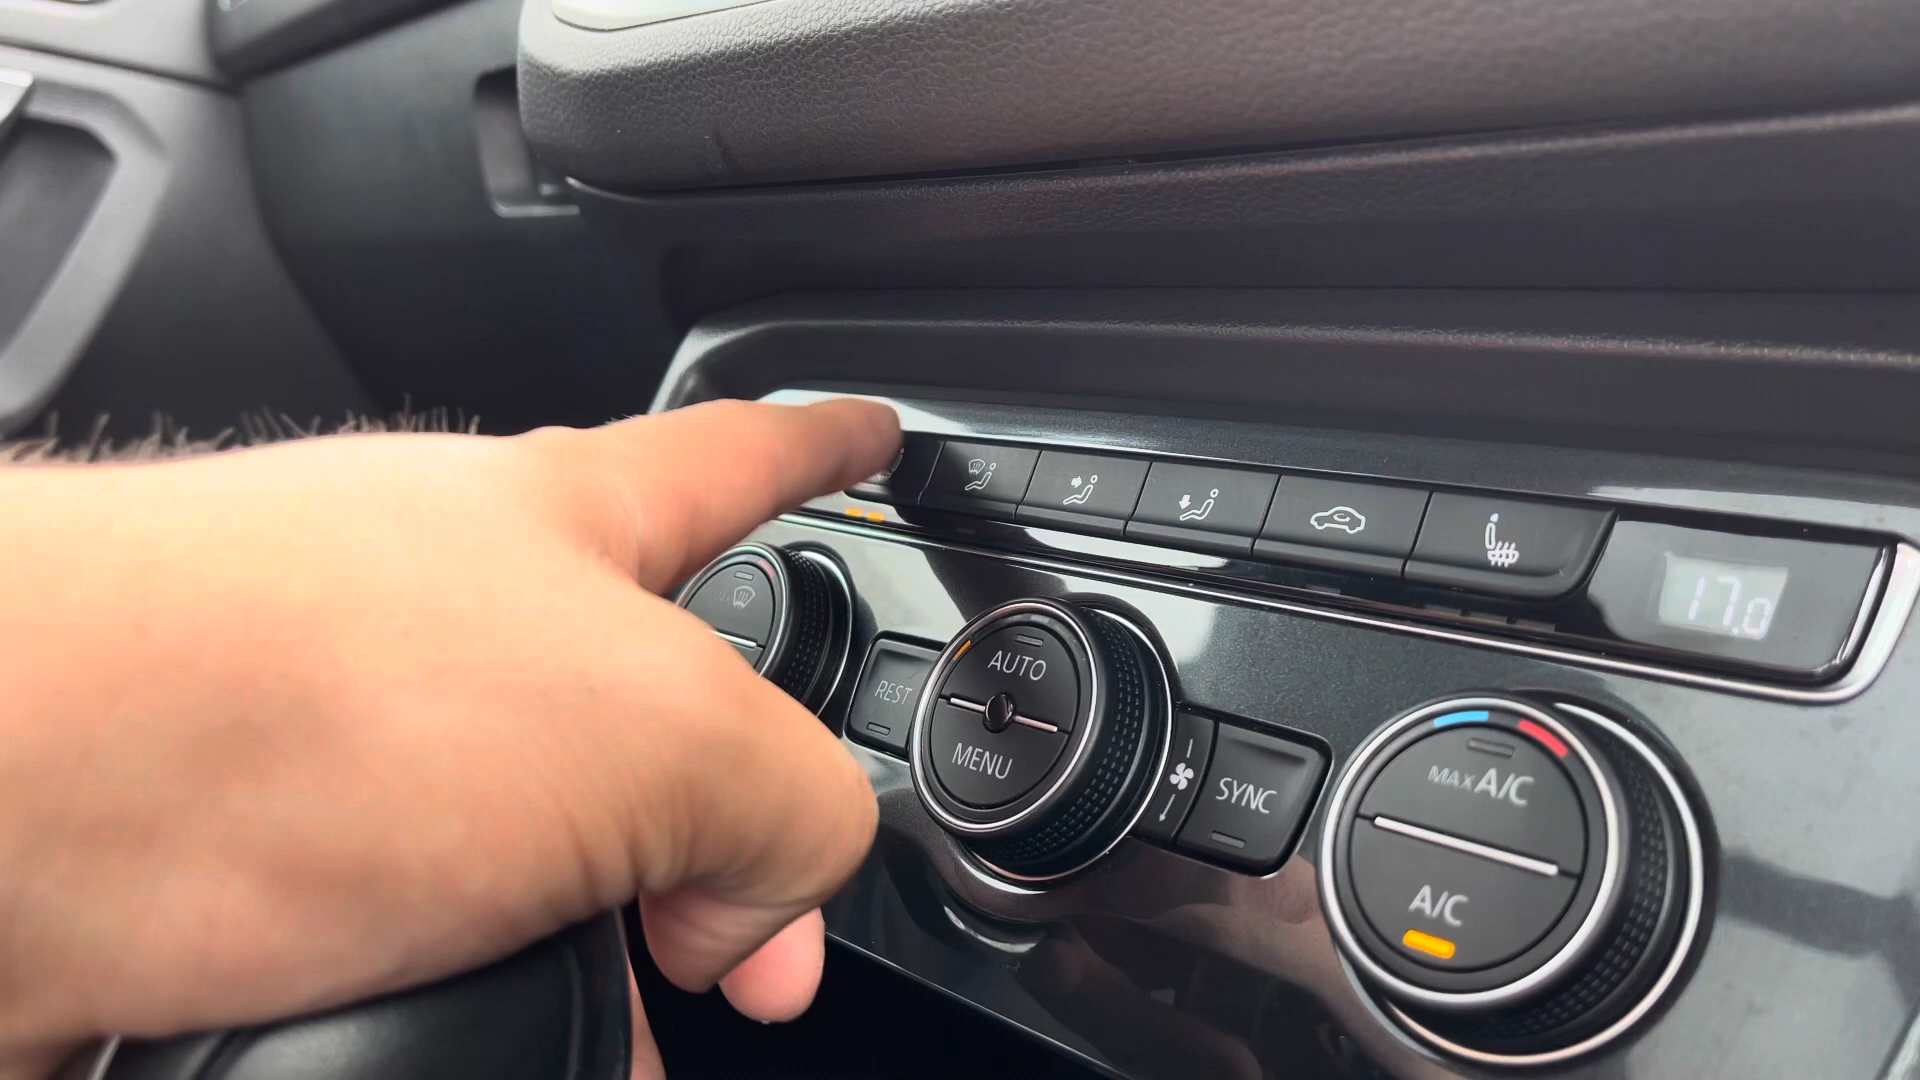 17.0
AUTO
REST
MENU
SYNC
MAX A/C
A/C